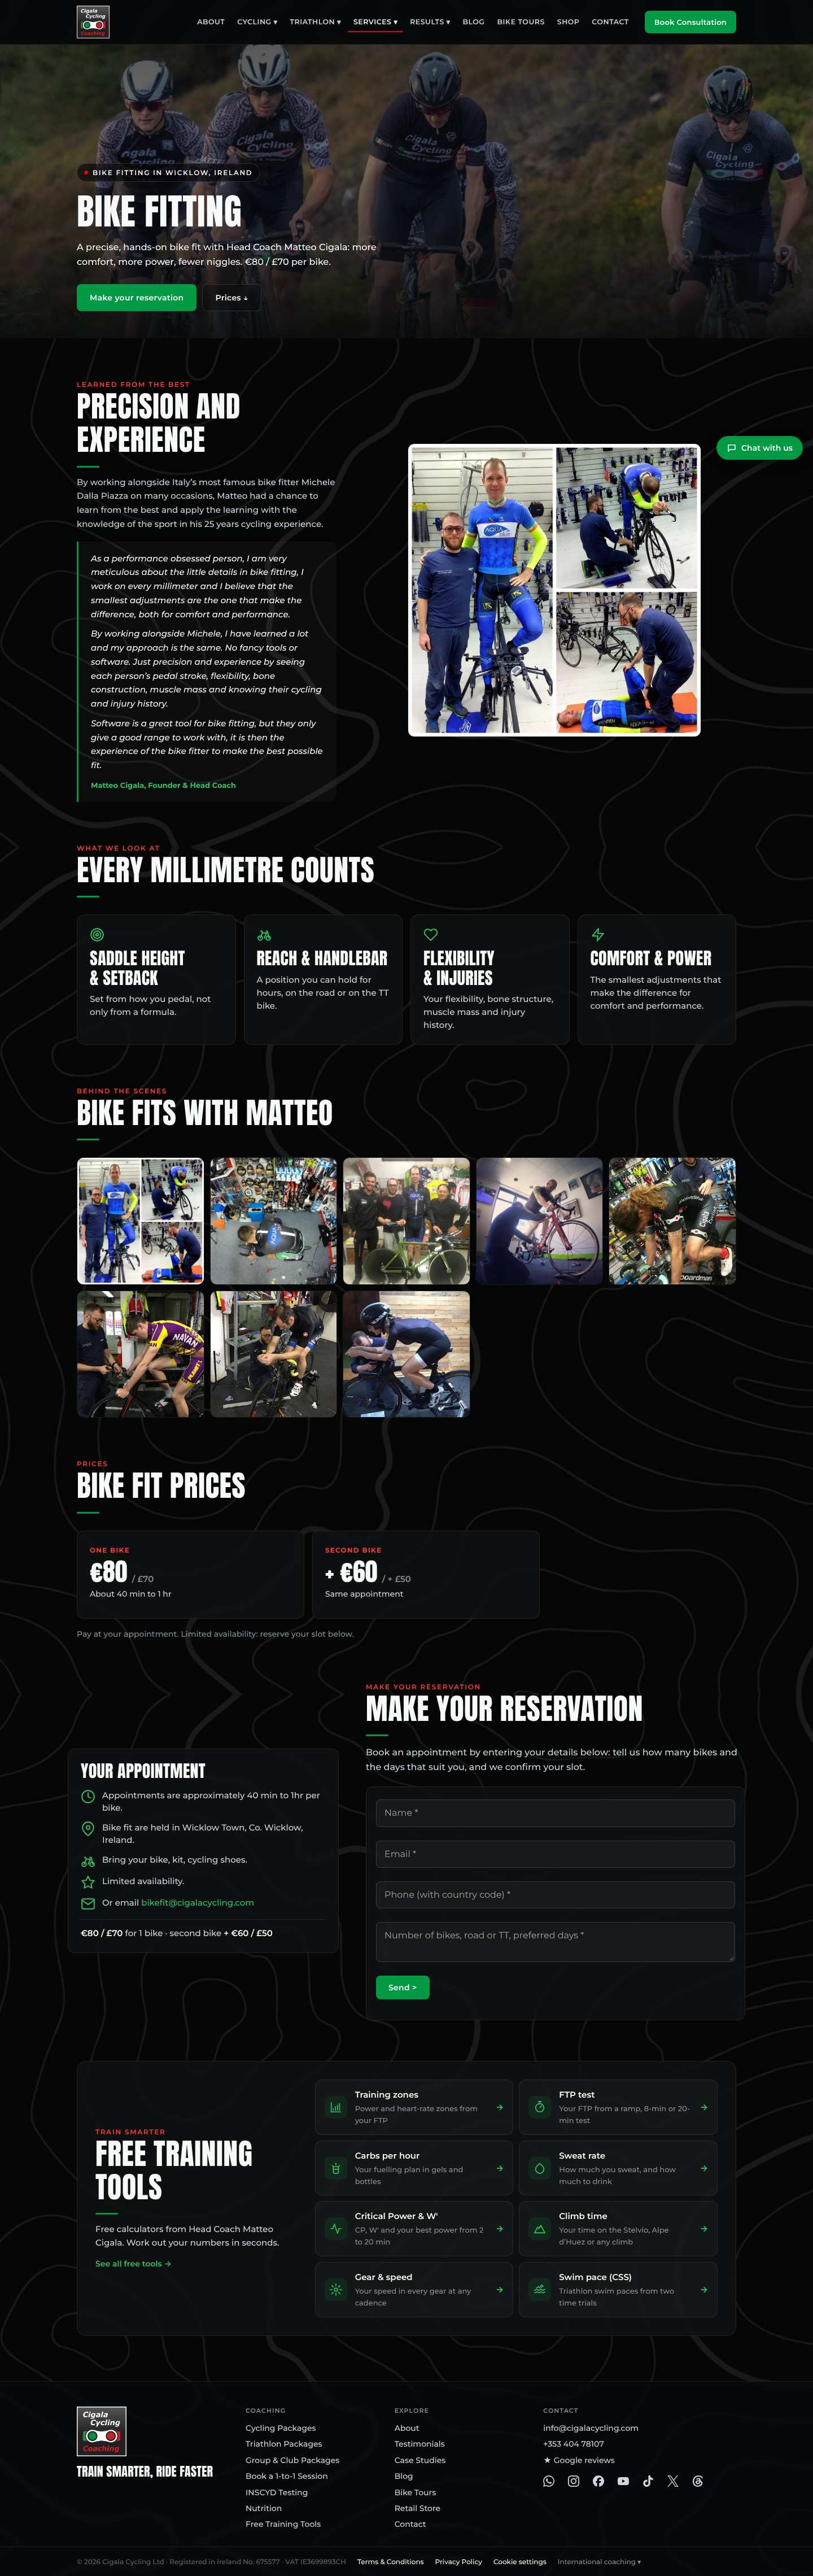 Cigala
Cycling
Coaching
ABOUT CYCLING ▾ TRIATHLON ▾ SERVICES ▾ RESULTS ▾ BLOG BIKE TOURS SHOP CONTACT Book Consultation
BIKE FITTING IN WICKLOW, IRELAND
BIKE FITTING
A precise, hands-on bike fit with Head Coach Matteo Cigala: more
comfort, more power, fewer niggles. €80 / £70 per bike.
Make your reservation Prices ↓
LEARNED FROM THE BEST
PRECISION AND
EXPERIENCE
By working alongside Italy's most famous bike fitter Michele
Dalla Piazza on many occasions, Matteo had a chance to
learn from the best and apply the learning with the
knowledge of the sport in his 25 years cycling experience.
As a performance obsessed person, I am very
meticulous about the little details in bike fitting, I
work on every millimetre and I believe that the
smallest adjustments are the one that make the
difference, both for comfort and performance.
By working alongside Michele, I have learned a lot
and my approach is the same. No fancy tools or
software. Just precision and experience by seeing
each person's pedal stroke, flexibility, bone
construction, muscle mass and knowing their cycling
and injury history.
Software is a great tool for bike fitting, but they only
give a good range to work with, it is then the
experience of the bike fitter to make the best possible
fit.
Matteo Cigala, Founder & Head Coach
Chat with us
WHAT WE LOOK AT
EVERY MILLIMETRE COUNTS
SADDLE HEIGHT
& SETBACK
Set from how you pedal, not
only from a formula.
REACH & HANDLEBAR
A position you can hold for
hours, on the road or on the TT
bike.
FLEXIBILITY
& INJURIES
Your flexibility, bone structure,
muscle mass and injury
history.
COMFORT & POWER
The smallest adjustments that
make the difference for
comfort and performance.
BEHIND THE SCENES
BIKE FITS WITH MATTEO
PRICES
BIKE FIT PRICES
ONE BIKE
€80 / £70
About 40 min to 1 hr
SECOND BIKE
+ €60 / + £50
Same appointment
Pay at your appointment. Limited availability: reserve your slot below.
YOUR APPOINTMENT
Appointments are approximately 40 min to 1hr per
bike.
Bike fit are held in Wicklow Town, Co. Wicklow,
Ireland.
Bring your bike, kit, cycling shoes.
Limited availability.
Or email bikefit@cigalacycling.com
€80 / £70 for 1 bike · second bike + €60 / £50
MAKE YOUR RESERVATION
MAKE YOUR RESERVATION
Book an appointment by entering your details below: tell us how many bikes and
the days that suit you, and we confirm your slot.
Name *
Email *
Phone (with country code) *
Number of bikes, road or TT, preferred days *
Send >
TRAIN SMARTER
FREE TRAINING
TOOLS
Free calculators from Head Coach Matteo
Cigala. Work out your numbers in seconds.
See all free tools →
Training zones
Power and heart-rate zones from
your FTP
→
FTP test
Your FTP from a ramp, 8-min or 20-
min test
→
Carbs per hour
Your fuelling plan in gels and
bottles
→
Sweat rate
How much you sweat, and how
much to drink
→
Critical Power & W'
CP, W' and your best power from 2
to 20 min
→
Climb time
Your time on the Stelvio, Alpe
d'Huez or any climb
→
Gear & speed
Your speed in every gear at any
cadence
→
Swim pace (CSS)
Triathlon swim paces from two
time trials
→
Cigala
Cycling
Coaching
TRAIN SMARTER, RIDE FASTER
COACHING
Cycling Packages
Triathlon Packages
Group & Club Packages
Book a 1-to-1 Session
INSCYD Testing
Nutrition
Free Training Tools
EXPLORE
About
Testimonials
Case Studies
Blog
Bike Tours
Retail Store
Contact
CONTACT
info@cigalacycling.com
+353 404 78107
★ Google reviews
© 2026 Cigala Cycling Ltd · Registered in Ireland No. 675577 · VAT IE3699893CH Terms & Conditions Privacy Policy Cookie settings International coaching ▾